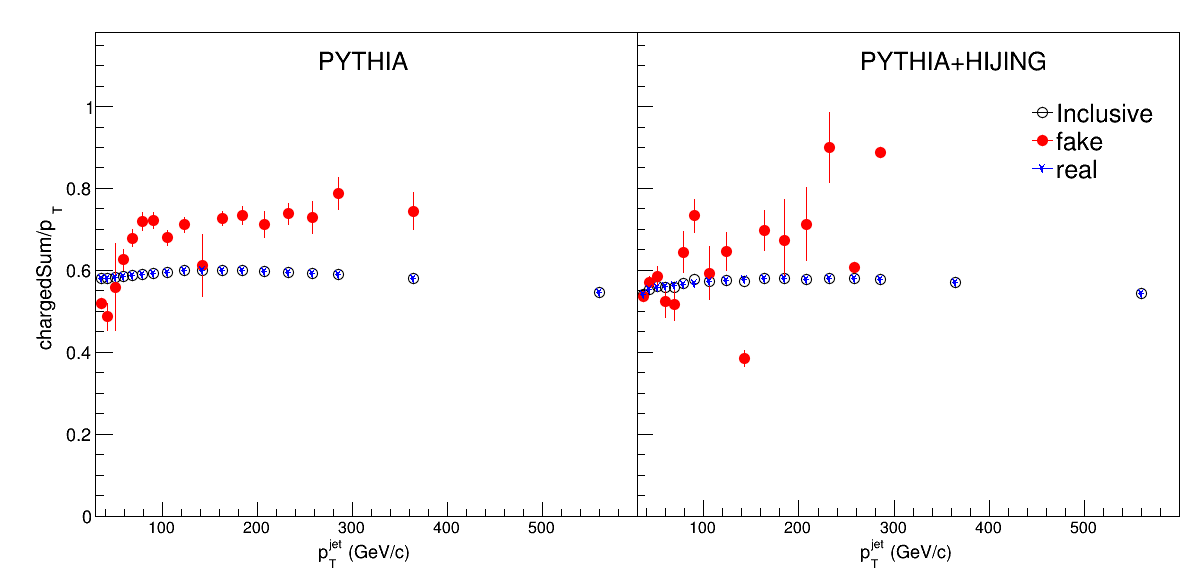 PYTHIA
PYTHIA+HIJING
Inclusive
fake
real
chargedSum/p_T
1
0.8
0.6
0.4
0.2
0
100
200
300
400
500
p_T^jet (GeV/c)
100
200
300
400
500
p_T^jet (GeV/c)